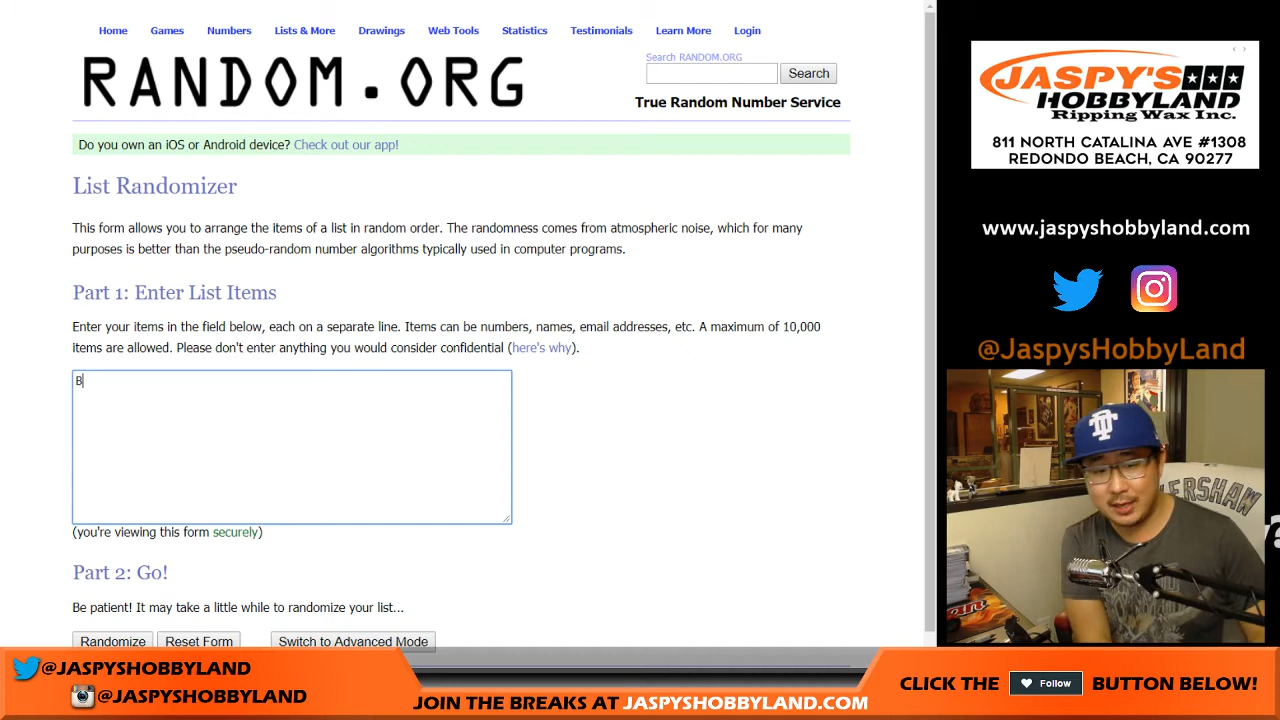 Home Games Numbers Lists & More Drawings Web Tools Statistics Testimonials Learn More Login
RANDOM.ORG
Search RANDOM.ORG
Search
True Random Number Service
Do you own an iOS or Android device? Check out our app!
List Randomizer
This form allows you to arrange the items of a list in random order. The randomness comes from atmospheric noise, which for many
purposes is better than the pseudo-random number algorithms typically used in computer programs.
Part 1: Enter List Items
Enter your items in the field below, each on a separate line. Items can be numbers, names, email addresses, etc. A maximum of 10,000
items are allowed. Please don't enter anything you would consider confidential (here's why).
B
(you're viewing this form securely)
Part 2: Go!
Be patient! It may take a little while to randomize your list...
Randomize Reset Form Switch to Advanced Mode
JASPY'S
HOBBYLAND
Ripping Wax Inc.
811 NORTH CATALINA AVE #1308
REDONDO BEACH, CA 90277
www.jaspyshobbyland.com
@JaspysHobbyLand
ERSHAW
@JASPYSHOBBYLAND
@JASPYSHOBBYLAND
JOIN THE BREAKS AT JASPYSHOBBYLAND.COM
CLICK THE Follow BUTTON BELOW!